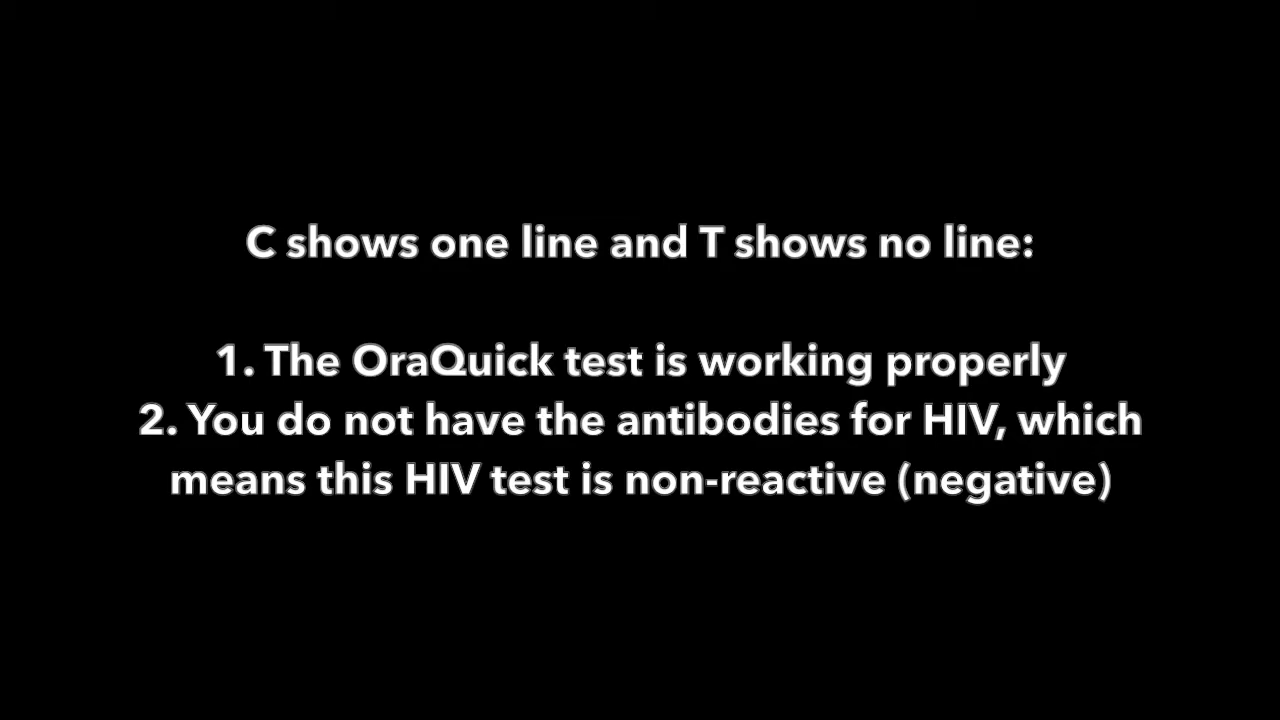 C shows one line and T shows no line:
1. The OraQuick test is working properly
2. You do not have the antibodies for HIV, which
means this HIV test is non-reactive (negative)